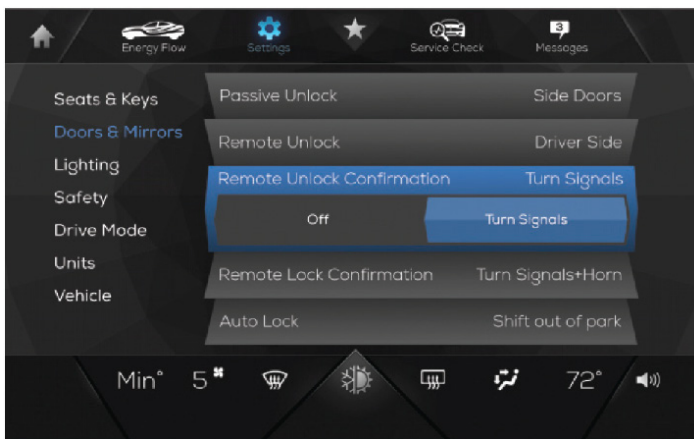 3
Energy Flow
Settings
Service Check
Messages
Seats & Keys
Doors & Mirrors
Lighting
Safety
Drive Mode
Units
Vehicle
Passive Unlock Side Doors
Remote Unlock Driver Side
Remote Unlock Confirmation Turn Signals
Off Turn Signals
Remote Lock Confirmation Turn Signals+Horn
Auto Lock Shift out of park
Min° 5 72°